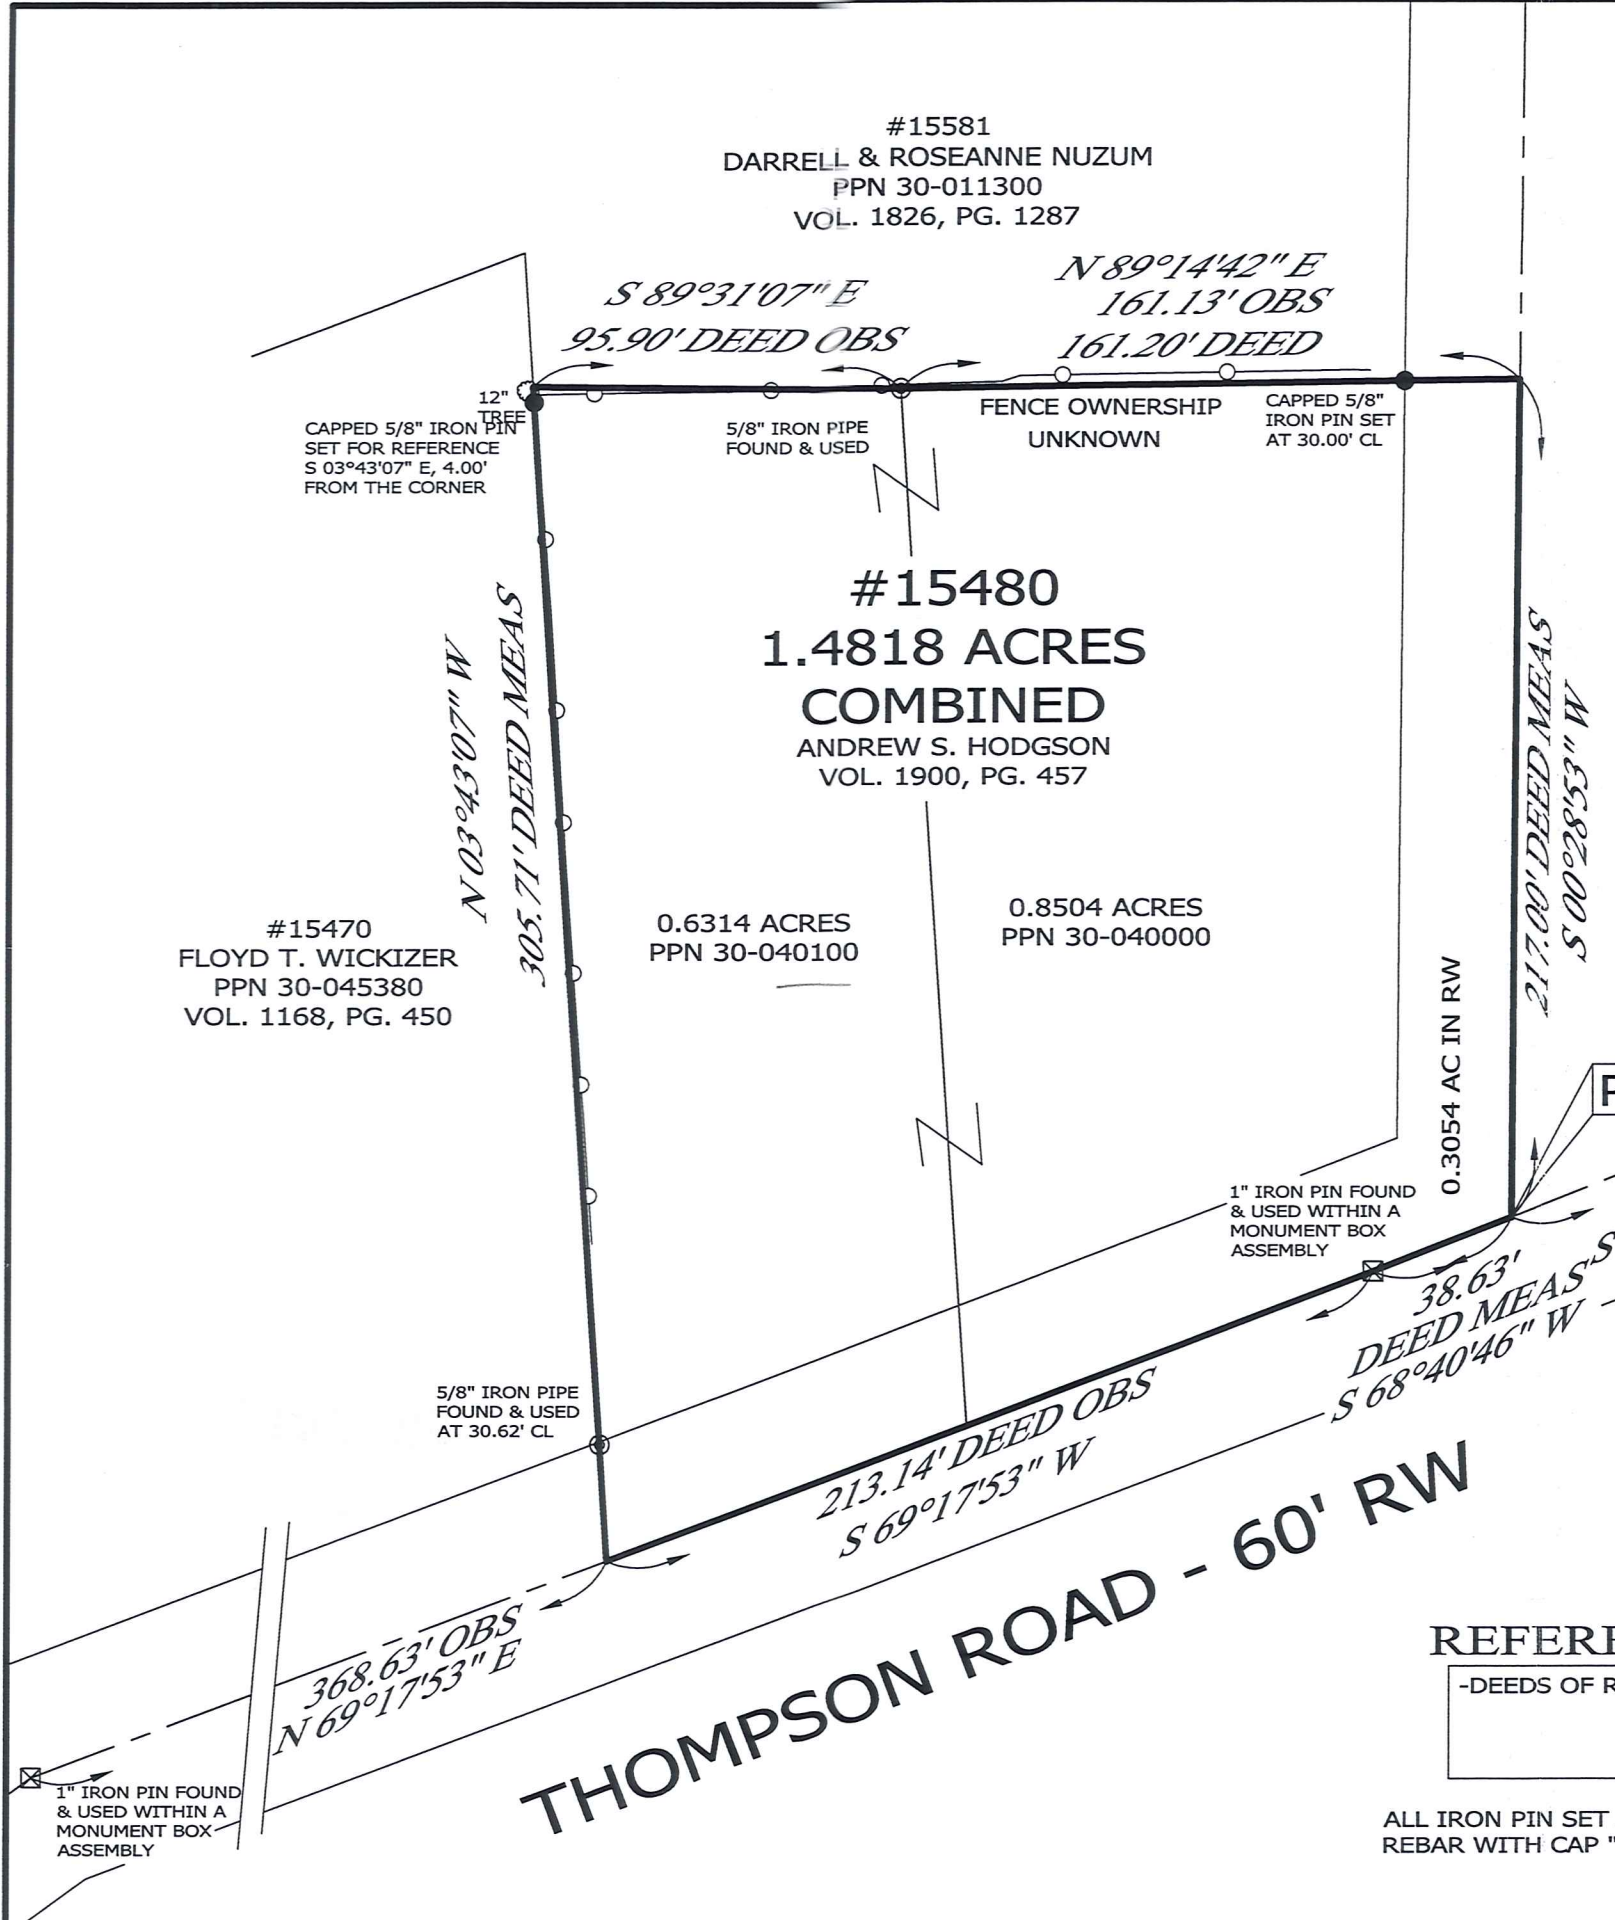 #15581
DARRELL & ROSEANNE NUZUM
PPN 30-011300
VOL. 1826, PG. 1287
S 89°31'07" E
95.90' DEED OBS
N 89°14'42" E
161.13' OBS
161.20' DEED
12"
TREE
CAPPED 5/8" IRON PIN
SET FOR REFERENCE
S 03°43'07" E, 4.00'
FROM THE CORNER
5/8" IRON PIPE
FOUND & USED
FENCE OWNERSHIP
UNKNOWN
CAPPED 5/8"
IRON PIN SET
AT 30.00' CL
#15480
1.4818 ACRES
COMBINED
ANDREW S. HODGSON
VOL. 1900, PG. 457
N 03°43'07" W
305.71' DEED MEAS
217.00' DEED MEAS
S 00°28'53" W
#15470
FLOYD T. WICKIZER
PPN 30-045380
VOL. 1168, PG. 450
0.6314 ACRES
PPN 30-040100
0.8504 ACRES
PPN 30-040000
0.3054 AC IN RW
P
1" IRON PIN FOUND
& USED WITHIN A
MONUMENT BOX
ASSEMBLY
38.63'
DEED MEAS
S 68°40'46" W
S
5/8" IRON PIPE
FOUND & USED
AT 30.62' CL
213.14' DEED OBS
S 69°17'53" W
THOMPSON ROAD - 60' RW
368.63' OBS
N 69°17'53" E
1" IRON PIN FOUND
& USED WITHIN A
MONUMENT BOX
ASSEMBLY
REFERE
-DEEDS OF R
ALL IRON PIN SET
REBAR WITH CAP "